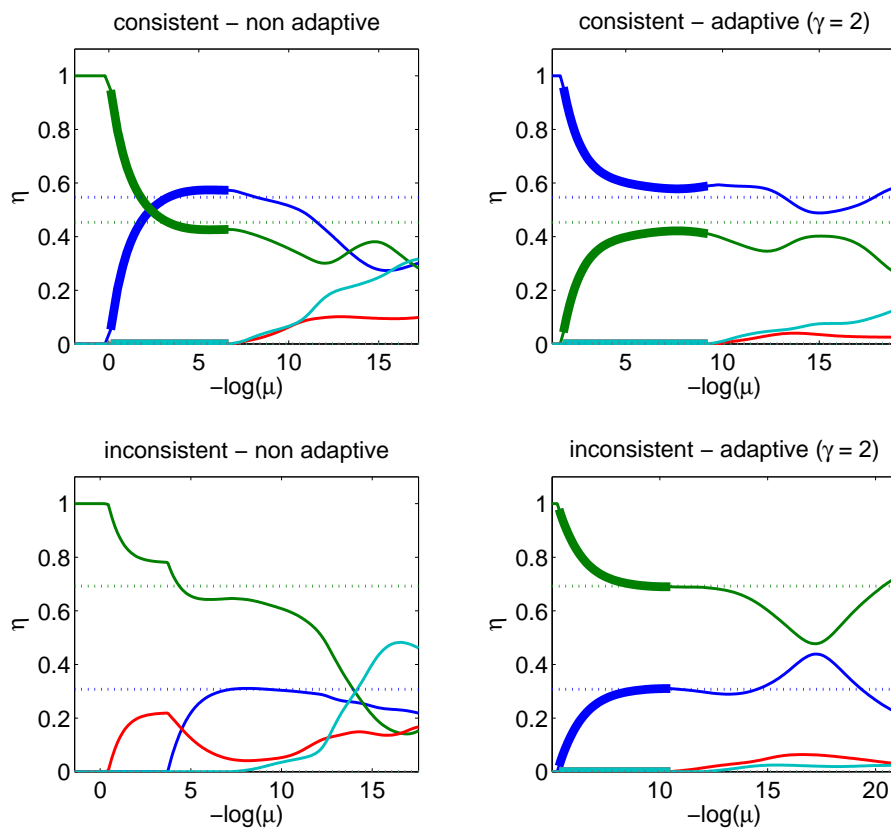 consistent − non adaptive
1
0.8
0.6
0.4
0.2
0
η
0 5 10 15
−log(μ)
consistent − adaptive (γ = 2)
1
0.8
0.6
0.4
0.2
0
η
5 10 15
−log(μ)
inconsistent − non adaptive
1
0.8
0.6
0.4
0.2
0
η
0 5 10 15
−log(μ)
inconsistent − adaptive (γ = 2)
1
0.8
0.6
0.4
0.2
0
η
10 15 20
−log(μ)